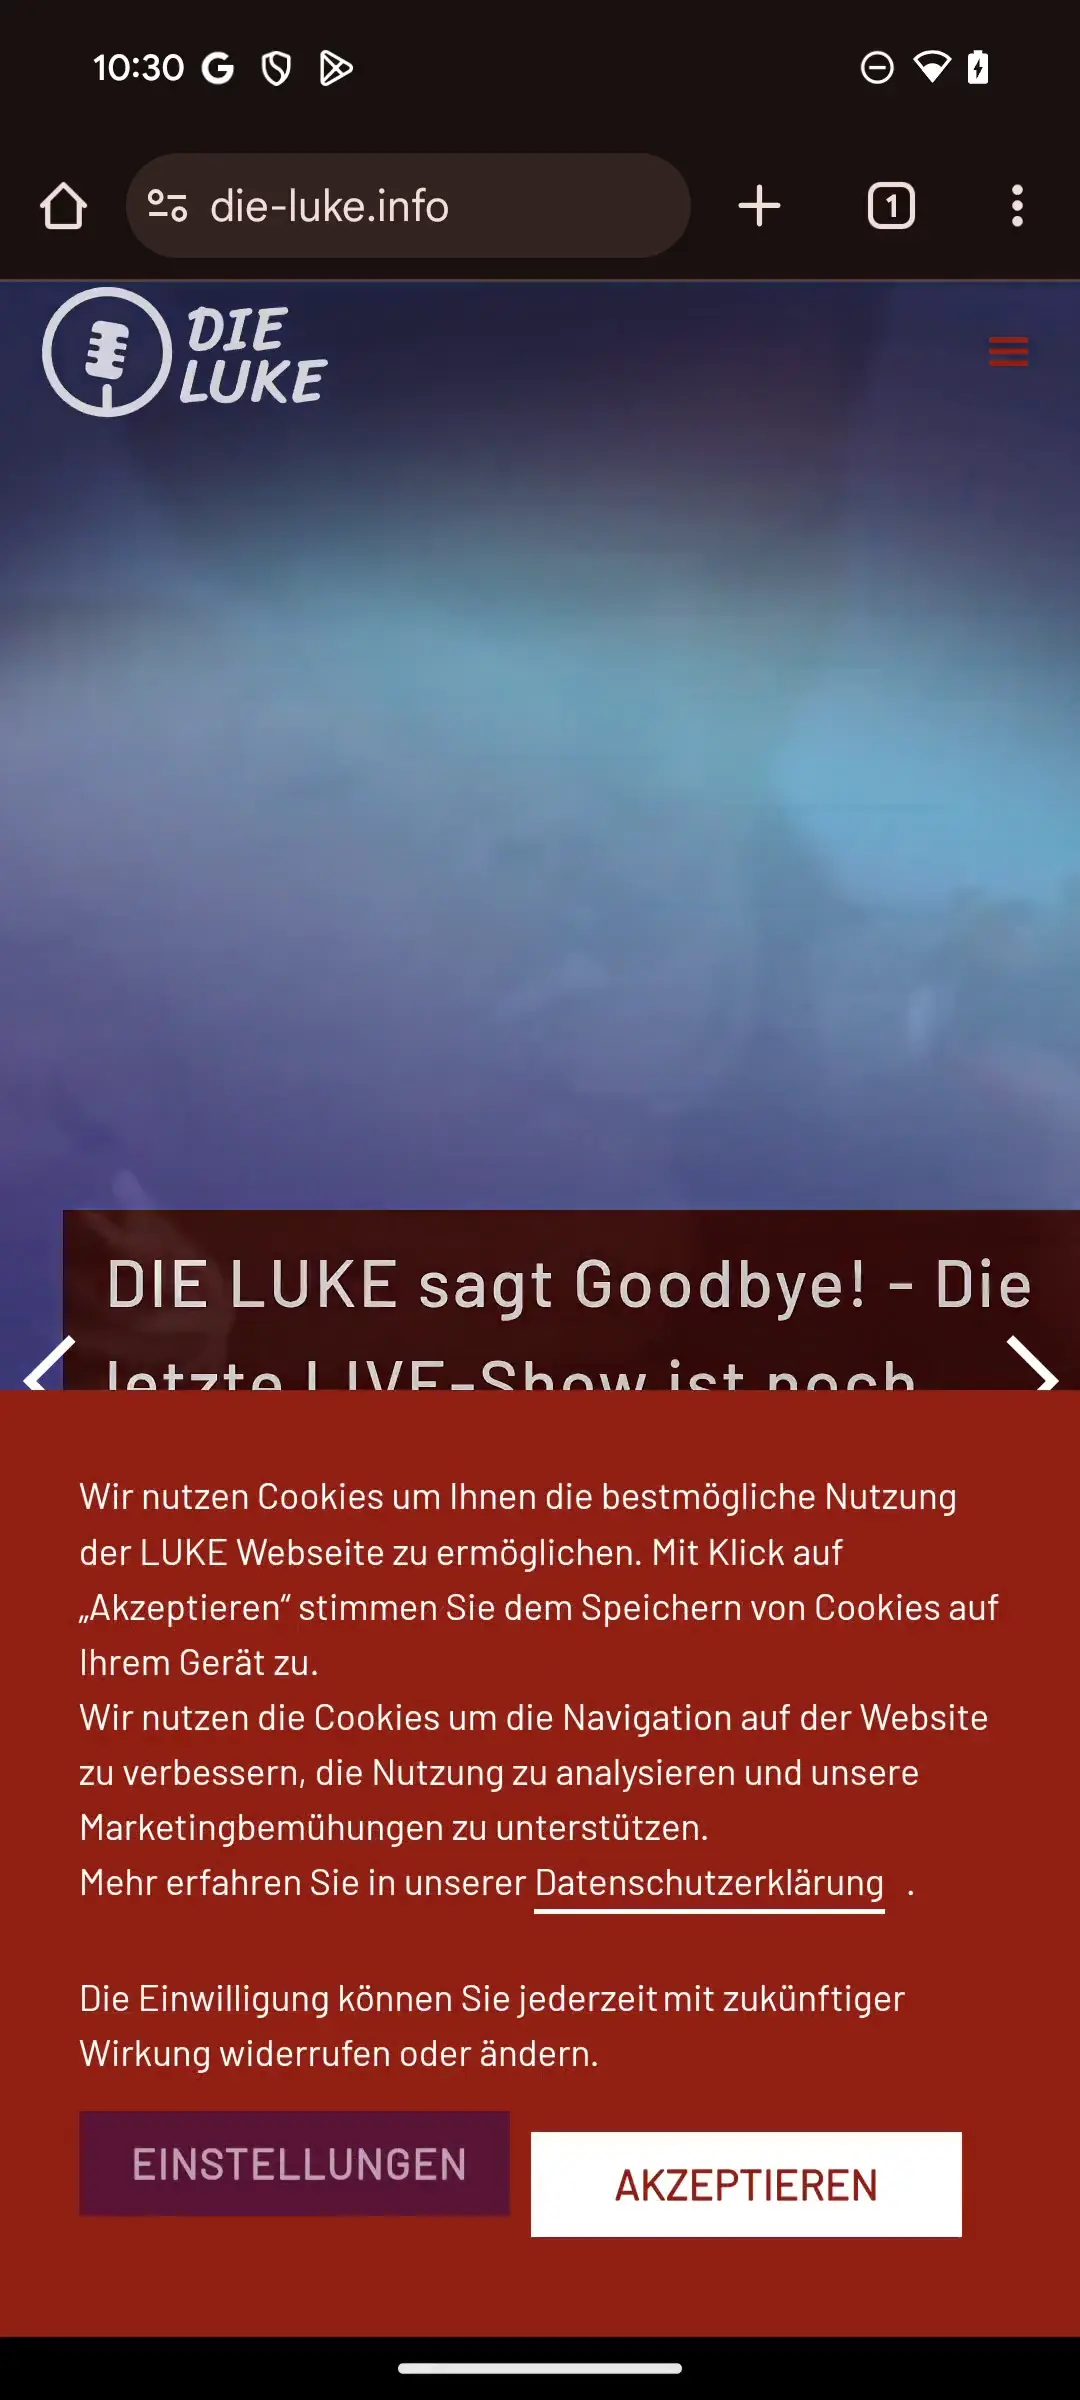 10:30
die-luke.info
1
DIE
LUKE
DIE LUKE sagt Goodbye! - Die
letzte LIVE-Show ist noch
Wir nutzen Cookies um Ihnen die bestmögliche Nutzung
der LUKE Webseite zu ermöglichen. Mit Klick auf
„Akzeptieren“ stimmen Sie dem Speichern von Cookies auf
Ihrem Gerät zu.
Wir nutzen die Cookies um die Navigation auf der Website
zu verbessern, die Nutzung zu analysieren und unsere
Marketingbemühungen zu unterstützen.
Mehr erfahren Sie in unserer Datenschutzerklärung .
Die Einwilligung können Sie jederzeit mit zukünftiger
Wirkung widerrufen oder ändern.
EINSTELLUNGEN
AKZEPTIEREN